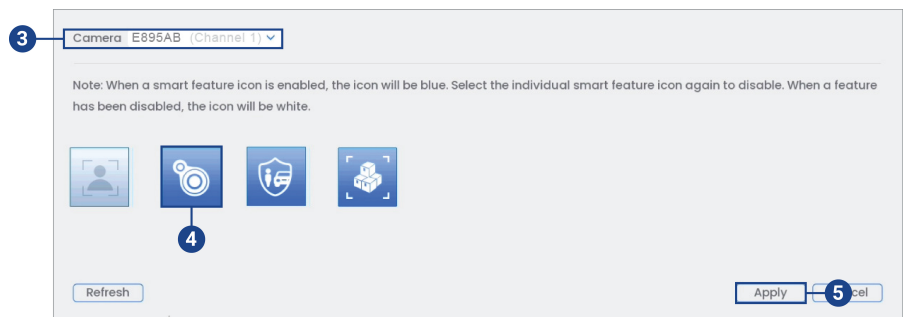 3
Camera E895AB (Channel 1)
Note: When a smart feature icon is enabled, the icon will be blue. Select the individual smart feature icon again to disable. When a feature
has been disabled, the icon will be white.
4
Refresh Apply 5 cel